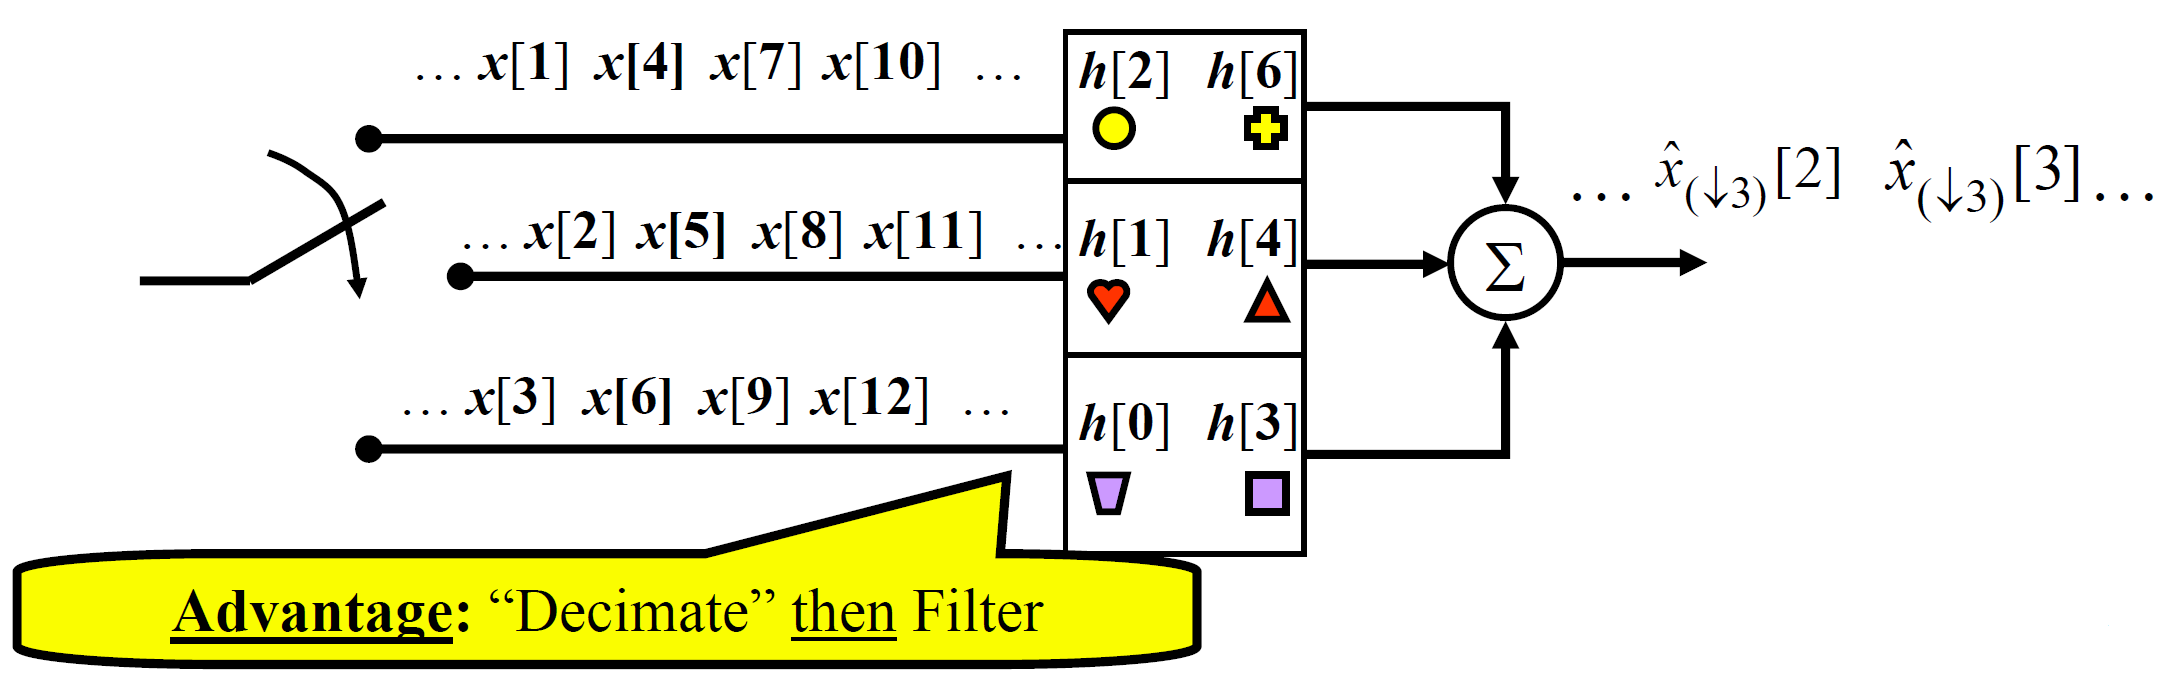 … x[1] x[4] x[7] x[10] …
h[2] h[6]
… x[2] x[5] x[8] x[11] …
h[1] h[4]
… x[3] x[6] x[9] x[12] …
h[0] h[3]
Σ
… x̂(↓3)[2] x̂(↓3)[3] …
Advantage: “Decimate” then Filter